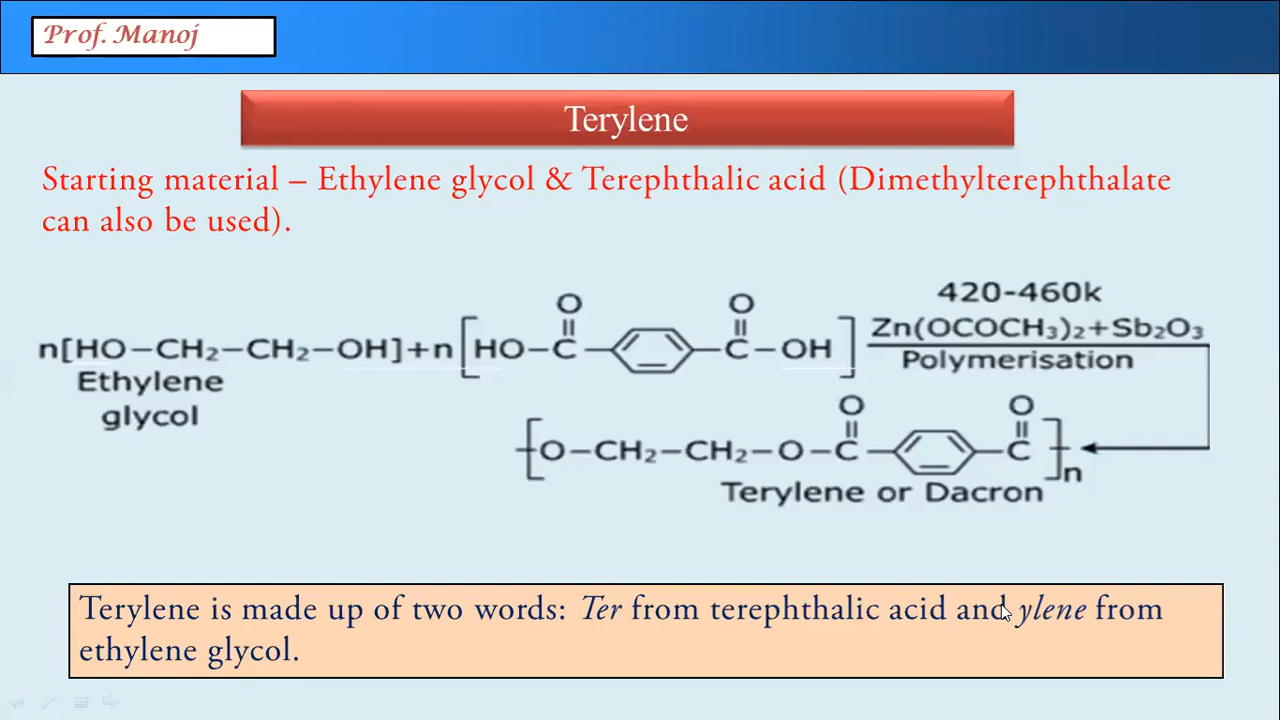 Prof. Manoj
Terylene
Starting material – Ethylene glycol & Terephthalic acid (Dimethylterephthalate
can also be used).
420-460k
n[HO–CH₂–CH₂–OH]+n[HO–C(=O)–⌬–C(=O)–OH] Zn(OCOCH₃)₂+Sb₂O₃
Polymerisation
Ethylene
glycol
[O–CH₂–CH₂–O–C(=O)–⌬–C(=O)]n
Terylene or Dacron
Terylene is made up of two words: Ter from terephthalic acid and ylene from
ethylene glycol.